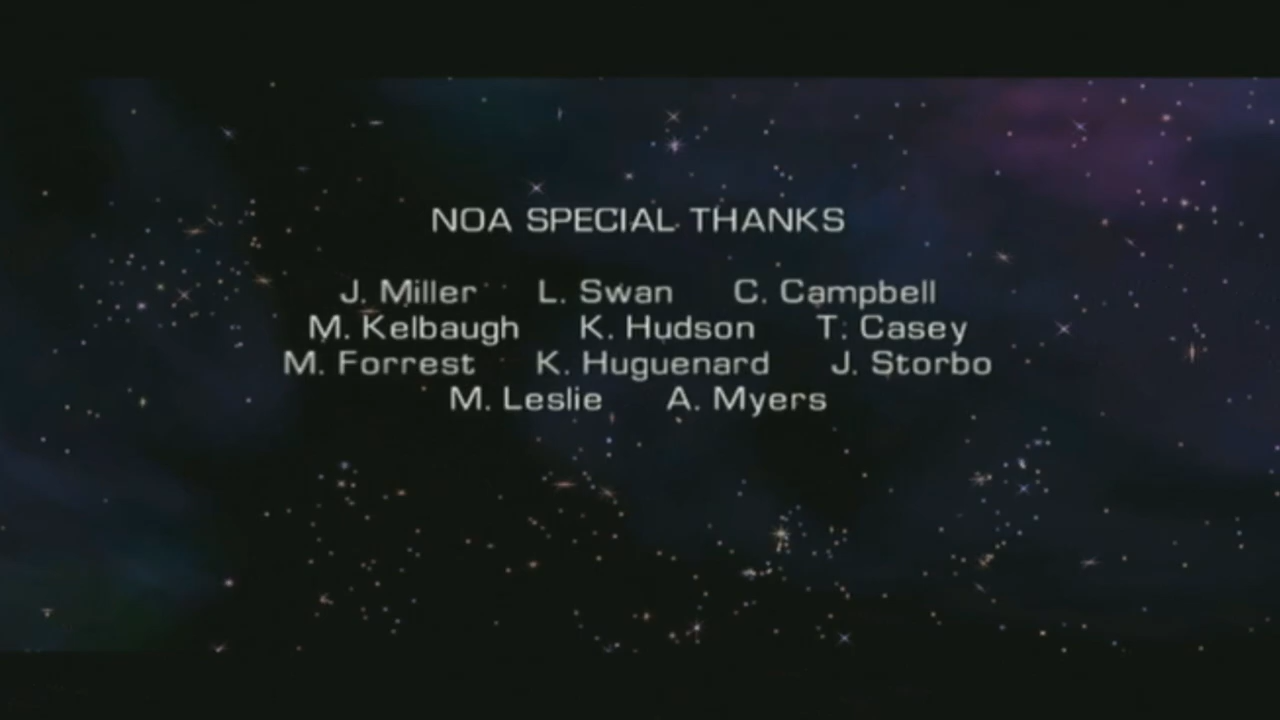 NOA SPECIAL THANKS
J. Miller L. Swan C. Campbell
M. Kelbaugh K. Hudson T. Casey
M. Forrest K. Huguenard J. Storbo
M. Leslie A. Myers